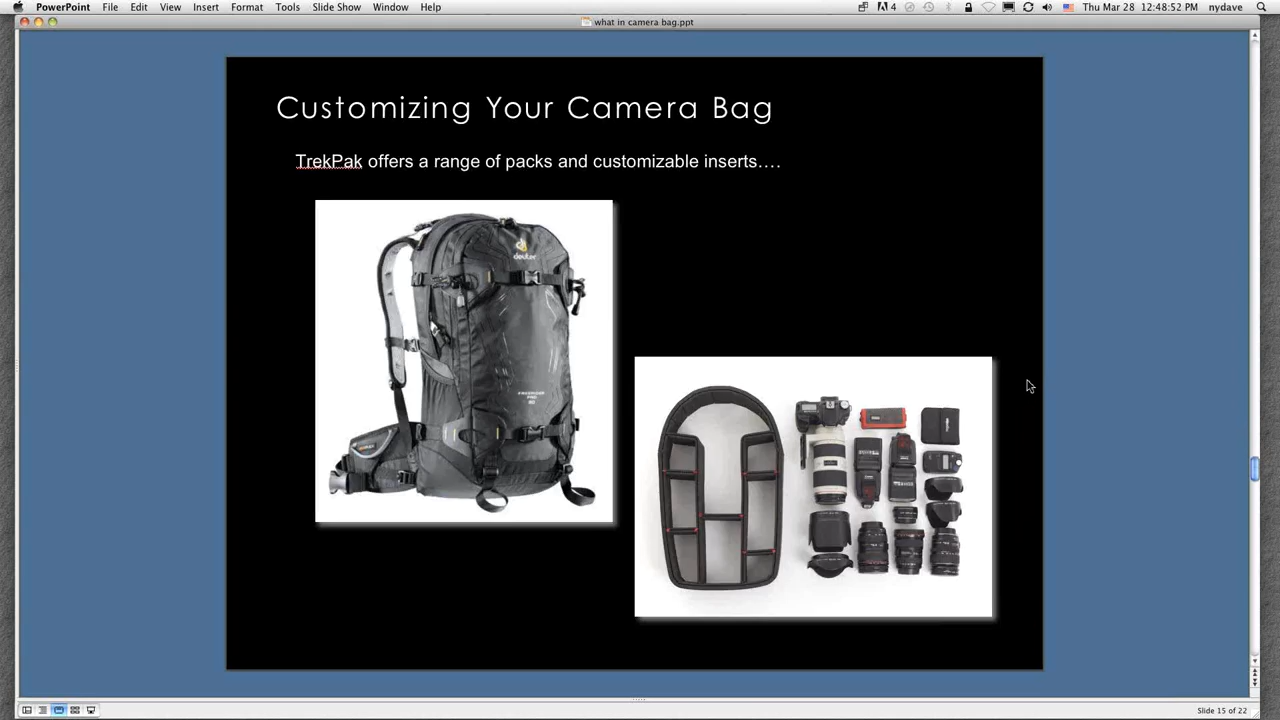 PowerPoint File Edit View Insert Format Tools Slide Show Window Help 4 Thu Mar 28 12:48:52 PM nydave
what in camera bag.ppt
Customizing Your Camera Bag
TrekPak offers a range of packs and customizable inserts….
deuter
Slide 15 of 22